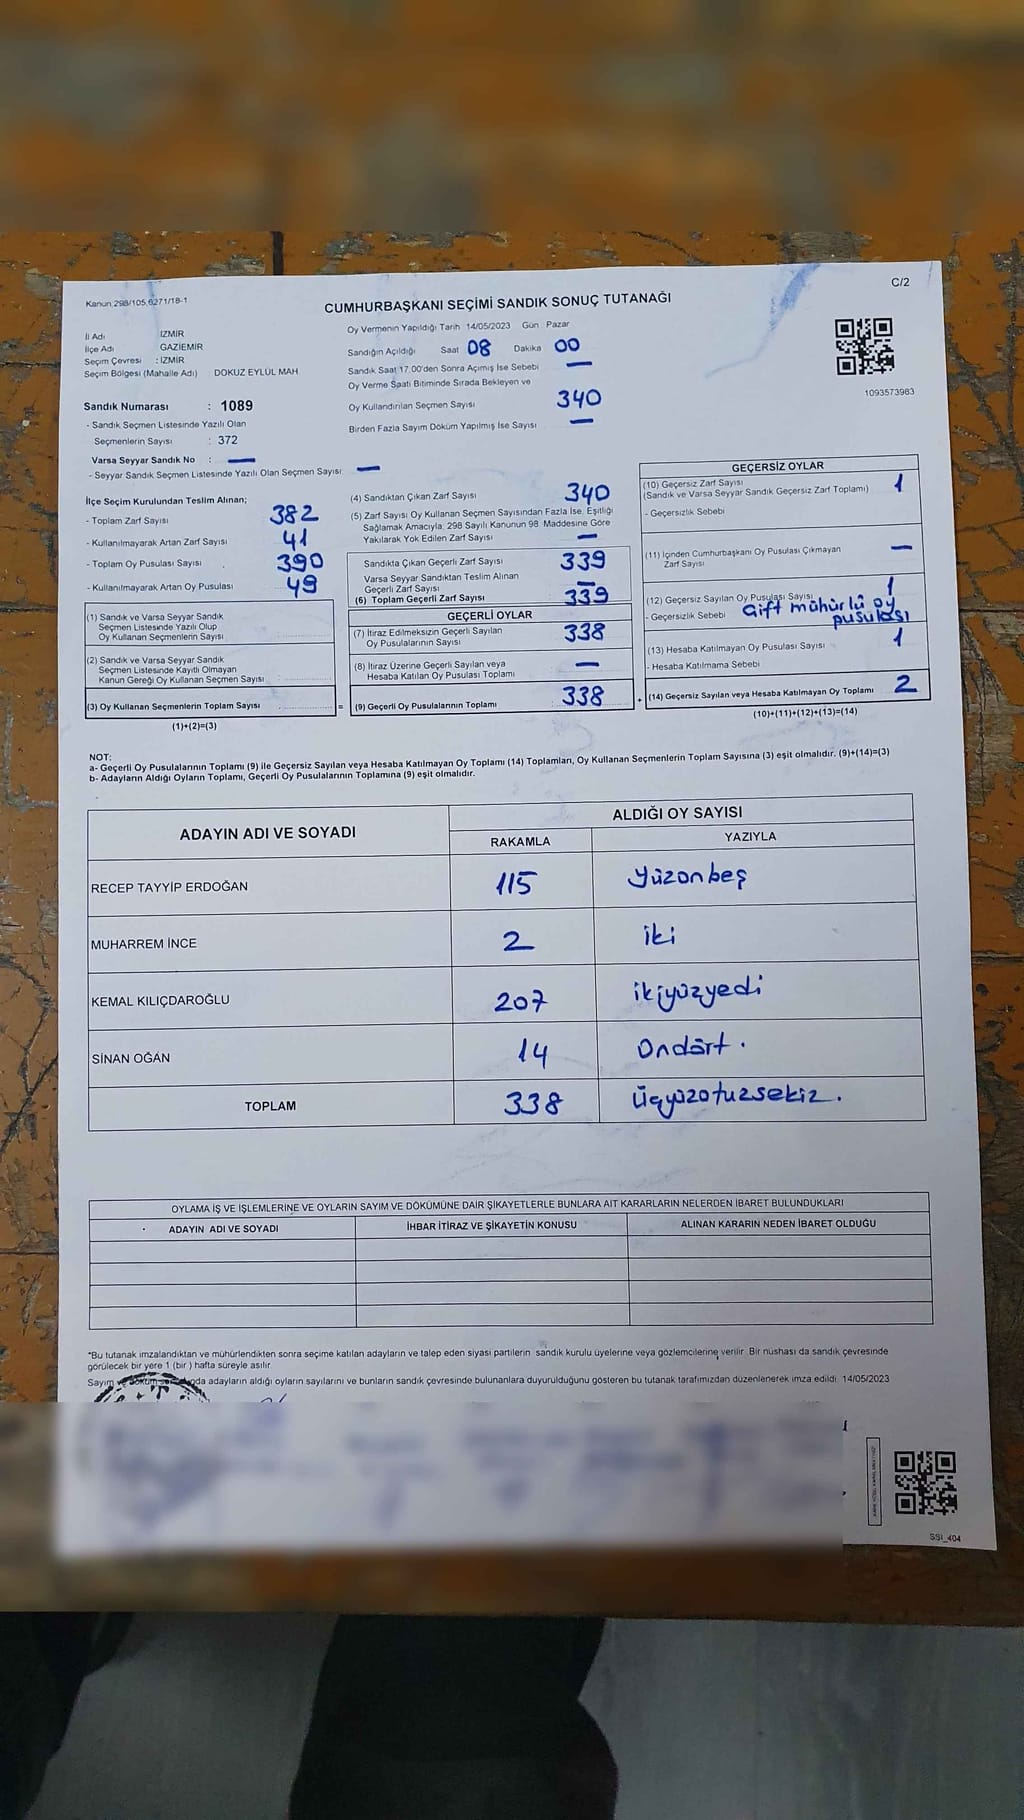 C/2
Kanun 298/105,6271/18-1
CUMHURBAŞKANI SEÇİMİ SANDIK SONUÇ TUTANAĞI
İl Adı : İZMİR
İlçe Adı GAZİEMİR
Seçim Çevresi : İZMİR
Seçim Bölgesi (Mahalle Adı) DOKUZ EYLÜL MAH
Sandık Numarası : 1089
- Sandık Seçmen Listesinde Yazılı Olan
Seçmenlerin Sayısı : 372
Varsa Seyyar Sandık No : —
- Seyyar Sandık Seçmen Listesinde Yazılı Olan Seçmen Sayısı: —
Oy Vermenin Yapıldığı Tarih 14/05/2023 Gün Pazar
Sandığın Açıldığı Saat 08 Dakika 00
Sandık Saat 17.00'den Sonra Açımış İse Sebebi —
Oy Verme Saati Bitiminde Sırada Bekleyen ve
Oy Kullandırılan Seçmen Sayısı 340
Birden Fazla Sayım Döküm Yapılmış İse Sayısı —
1093573983
İlçe Seçim Kurulundan Teslim Alınan;
- Toplam Zarf Sayısı 382
- Kullanılmayarak Artan Zarf Sayısı 41
- Toplam Oy Pusulası Sayısı 390
- Kullanılmayarak Artan Oy Pusulası 49
(1) Sandık ve Varsa Seyyar Sandık
Seçmen Listesinde Yazılı Olup
Oy Kullanan Seçmenlerin Sayısı
(2) Sandık ve Varsa Seyyar Sandık
Seçmen Listesinde Kayıtlı Olmayan
Kanun Gereği Oy Kullanan Seçmen Sayısı
(3) Oy Kullanan Seçmenlerin Toplam Sayısı =
(1)+(2)=(3)
(4) Sandıktan Çıkan Zarf Sayısı 340
(5) Zarf Sayısı Oy Kullanan Seçmen Sayısından Fazla İse, Eşitliği
Sağlamak Amacıyla; 298 Sayılı Kanunun 98. Maddesine Göre
Yakılarak Yok Edilen Zarf Sayısı —
Sandıkta Çıkan Geçerli Zarf Sayısı 339
Varsa Seyyar Sandıktan Teslim Alınan
Geçerli Zarf Sayısı —
(6) Toplam Geçerli Zarf Sayısı 339
GEÇERLİ OYLAR
(7) İtiraz Edilmeksizin Geçerli Sayılan
Oy Pusulalarının Sayısı 338
(8) İtiraz Üzerine Geçerli Sayılan veya
Hesaba Katılan Oy Pusulası Toplamı —
(9) Geçerli Oy Pusulalarının Toplamı 338 +
GEÇERSİZ OYLAR
(10) Geçersiz Zarf Sayısı 1
(Sandık ve Varsa Seyyar Sandık Geçersiz Zarf Toplamı)
- Geçersizlik Sebebi
(11) İçinden Cumhurbaşkanı Oy Pusulası Çıkmayan —
Zarf Sayısı
(12) Geçersiz Sayılan Oy Pusulası Sayısı 1
- Geçersizlik Sebebi Çift mühürlü oy
pusulası
(13) Hesaba Katılmayan Oy Pusulası Sayısı 1
- Hesaba Katılmama Sebebi
(14) Geçersiz Sayılan veya Hesaba Katılmayan Oy Toplamı 2
(10)+(11)+(12)+(13)=(14)
NOT:
a- Geçerli Oy Pusulalarının Toplamı (9) ile Geçersiz Sayılan veya Hesaba Katılmayan Oy Toplamı (14) Toplamları, Oy Kullanan Seçmenlerin Toplam Sayısına (3) eşit olmalıdır. (9)+(14)=(3)
b- Adayların Aldığı Oyların Toplamı, Geçerli Oy Pusulalarının Toplamına (9) eşit olmalıdır.
ADAYIN ADI VE SOYADI
ALDIĞI OY SAYISI
RAKAMLA YAZIYLA
RECEP TAYYİP ERDOĞAN 115 yüzonbeş
MUHARREM İNCE 2 iki
KEMAL KILIÇDAROĞLU 207 ikiyüzyedi
SİNAN OĞAN 14 Ondört.
TOPLAM 338 Üçyüzotuzsekiz.
OYLAMA İŞ VE İŞLEMLERİNE VE OYLARIN SAYIM VE DÖKÜMÜNE DAİR ŞİKAYETLERLE BUNLARA AİT KARARLARIN NELERDEN İBARET BULUNDUKLARI
ADAYIN ADI VE SOYADI İHBAR İTİRAZ VE ŞİKAYETİN KONUSU ALINAN KARARIN NEDEN İBARET OLDUĞU
*Bu tutanak imzalandıktan ve mühürlendikten sonra seçime katılan adayların ve talep eden siyasi partilerin sandık kurulu üyelerine veya gözlemcilerine verilir. Bir nüshası da sandık çevresinde
görülecek bir yere 1 (bir ) hafta süreyle asılır.
Sayım ve döküm adayların aldığı oyların sayılarını ve bunların sandık çevresinde bulunanlara duyurulduğunu gösteren bu tutanak tarafımızdan düzenlenerek imza edildi. 14/05/2023
SSI_404